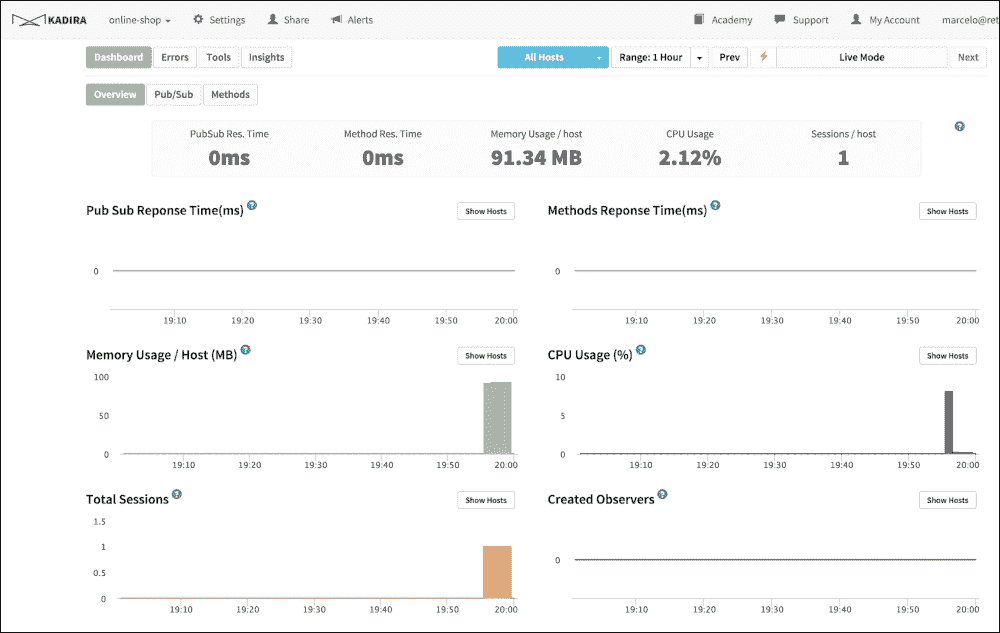 KADIRA online-shop Settings Share Alerts Academy Support My Account marcelo@ret
Dashboard Errors Tools Insights All Hosts Range: 1 Hour Prev Live Mode Next
Overview Pub/Sub Methods
PubSub Res. Time Method Res. Time Memory Usage / host CPU Usage Sessions / host
0ms 0ms 91.34 MB 2.12% 1
Pub Sub Reponse Time(ms) Show Hosts
0
19:10 19:20 19:30 19:40 19:50 20:00
Methods Reponse Time(ms) Show Hosts
0
19:10 19:20 19:30 19:40 19:50 20:00
Memory Usage / Host (MB) Show Hosts
100
50
0
19:10 19:20 19:30 19:40 19:50 20:00
CPU Usage (%) Show Hosts
10
5
0
19:10 19:20 19:30 19:40 19:50 20:00
Total Sessions Show Hosts
1.5
1
0.5
0
19:10 19:20 19:30 19:40 19:50 20:00
Created Observers Show Hosts
0
19:10 19:20 19:30 19:40 19:50 20:00